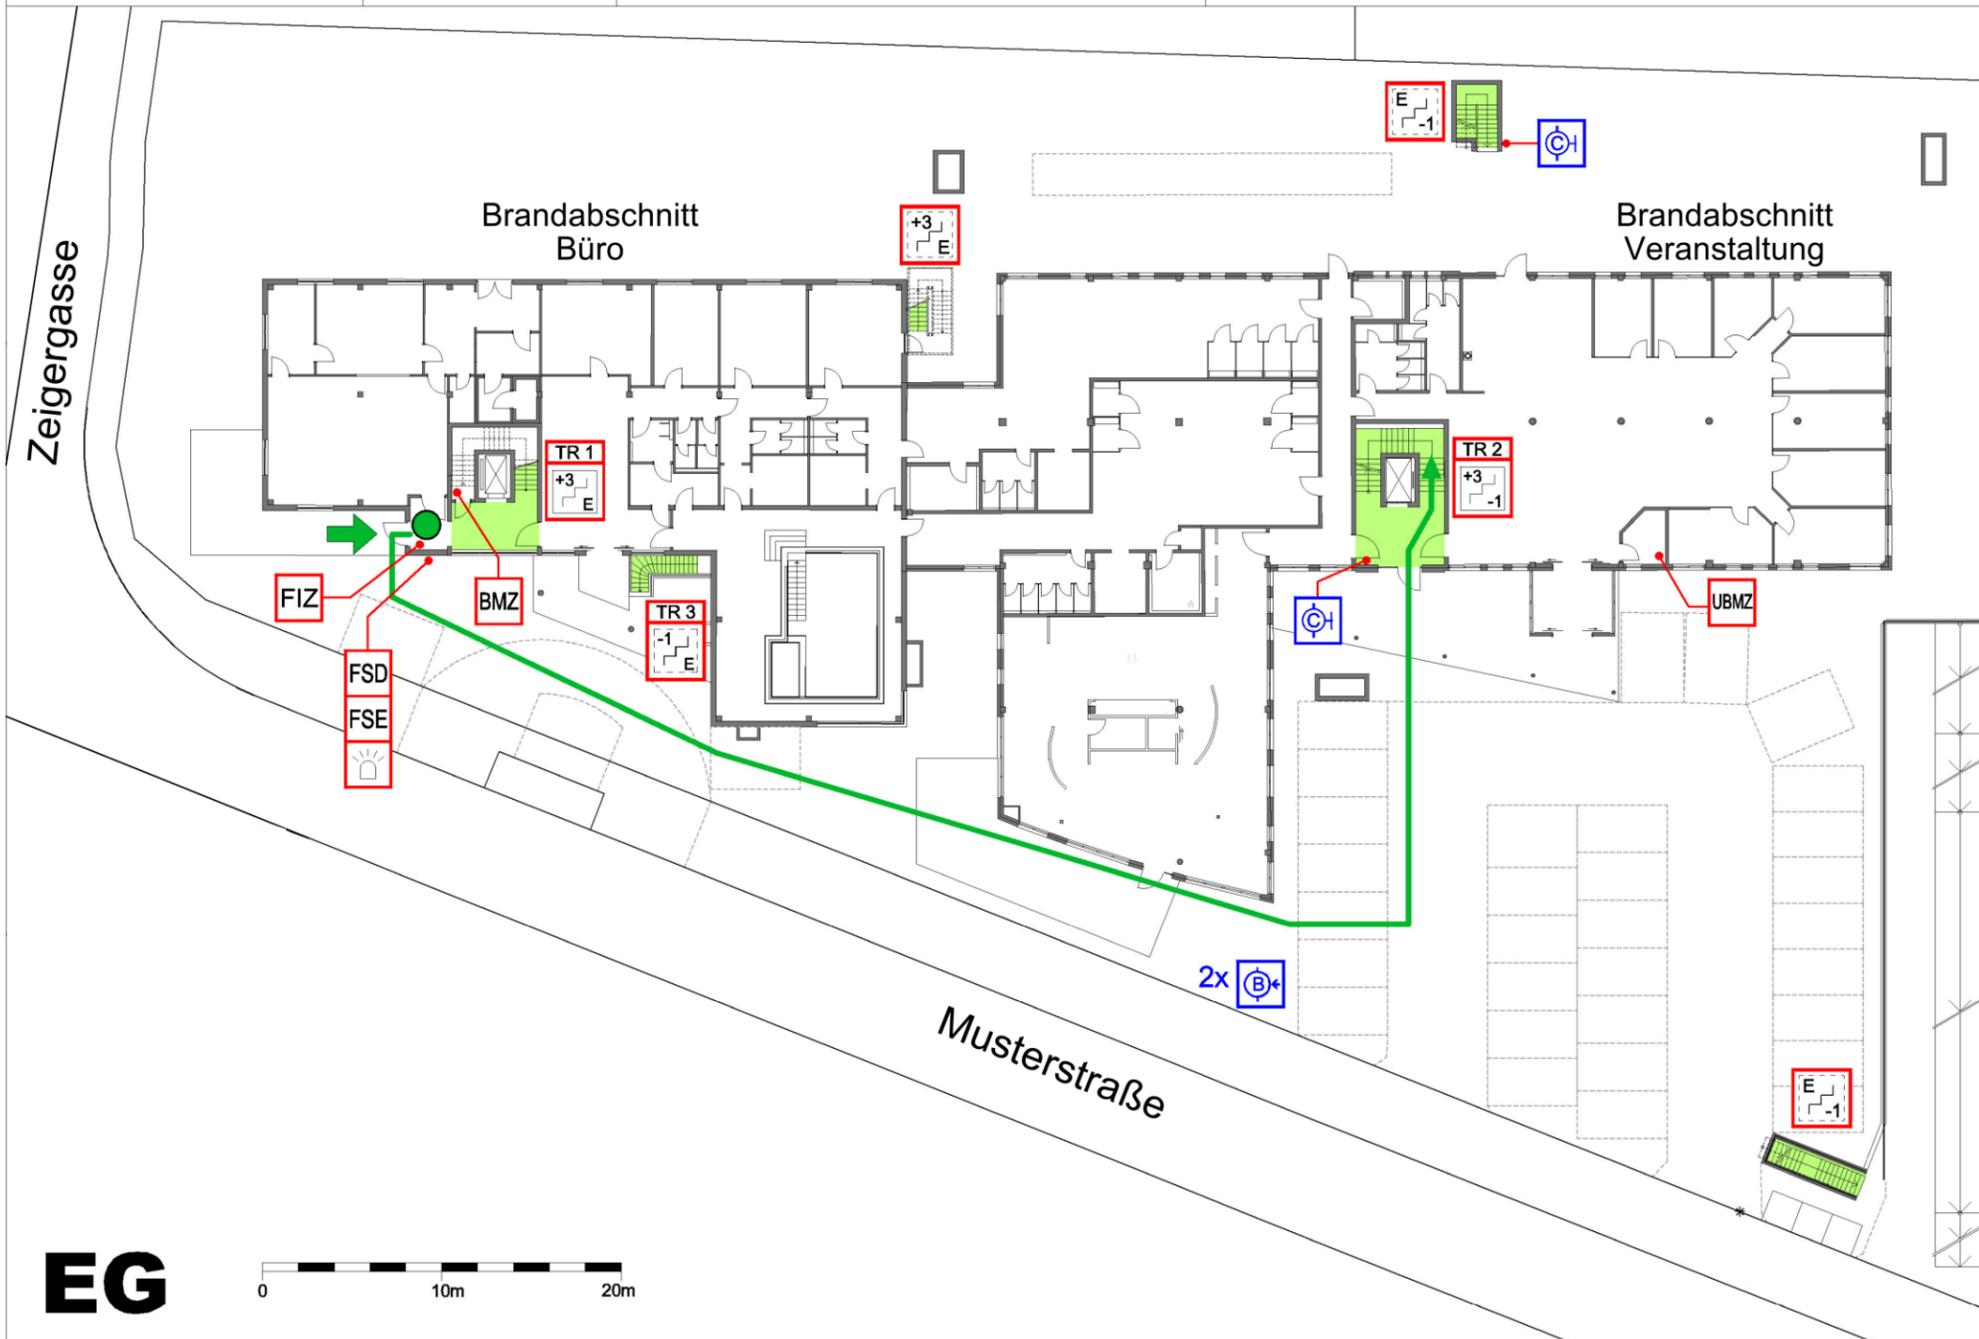 E
-1
C
Brandabschnitt
Büro
+3
E
Brandabschnitt
Veranstaltung
Zeigergasse
TR 1
+3
E
TR 2
+3
-1
FIZ
BMZ
TR 3
-1
E
C
UBMZ
FSD
FSE
2x B
Musterstraße
E
-1
EG
0 10m 20m